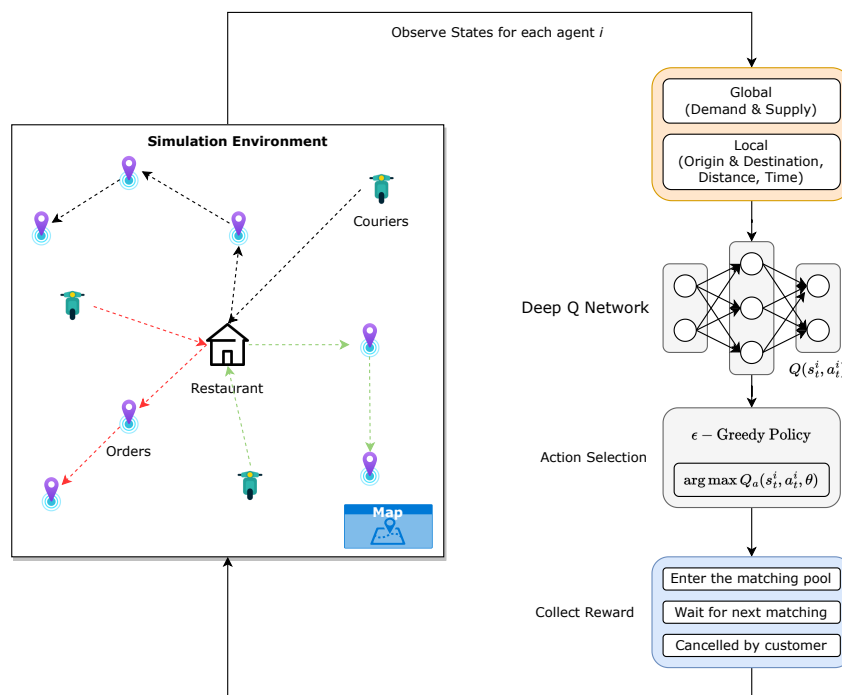 Observe States for each agent i
Global
(Demand & Supply)
Local
(Origin & Destination,
Distance, Time)
Simulation Environment
Couriers
Restaurant
Orders
Map
Deep Q Network
Q(s_t^i, a_t^i)
Action Selection
ϵ − Greedy Policy
arg max Q_a(s_t^i, a_t^i, θ)
Collect Reward
Enter the matching pool
Wait for next matching
Cancelled by customer